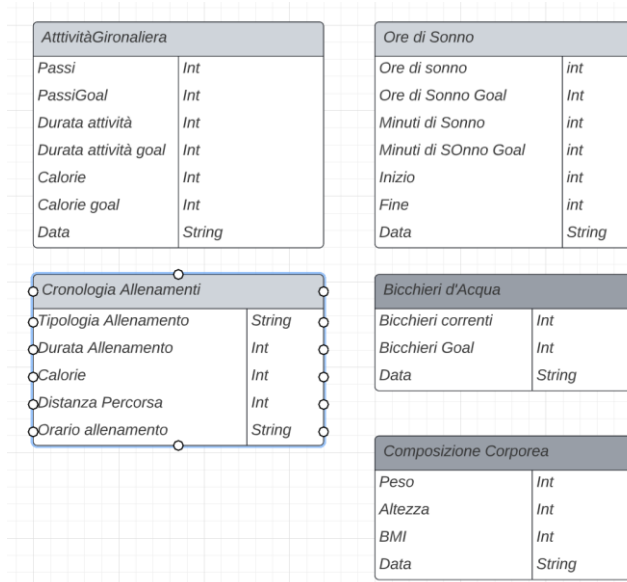 AtttivitàGironaliera
Passi Int
PassiGoal Int
Durata attività Int
Durata attività goal Int
Calorie Int
Calorie goal Int
Data String
Cronologia Allenamenti
Tipologia Allenamento String
Durata Allenamento Int
Calorie Int
Distanza Percorsa Int
Orario allenamento String
Ore di Sonno
Ore di sonno int
Ore di Sonno Goal Int
Minuti di Sonno int
Minuti di SOnno Goal int
Inizio int
Fine int
Data String
Bicchieri d'Acqua
Bicchieri correnti Int
Bicchieri Goal Int
Data String
Composizione Corporea
Peso Int
Altezza Int
BMI Int
Data String